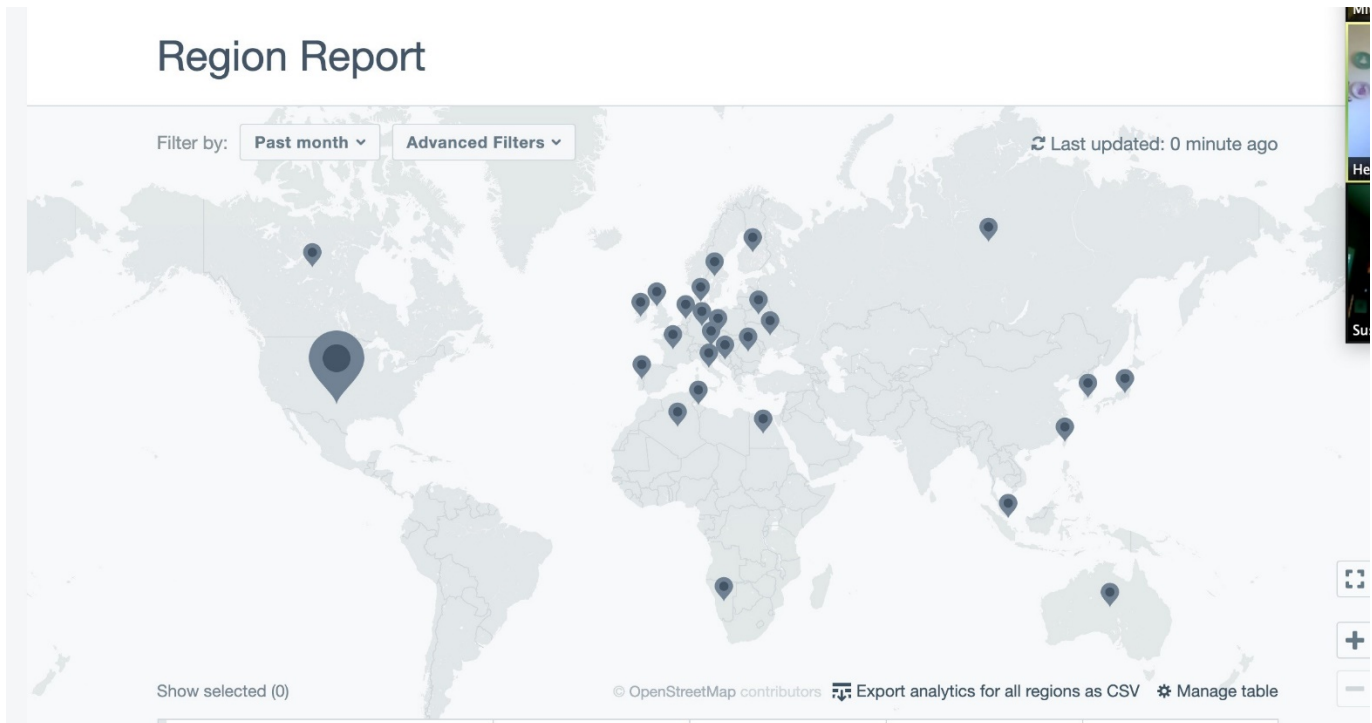 Region Report
Filter by: Past month Advanced Filters Last updated: 0 minute ago
He
Su
Show selected (0) © OpenStreetMap contributors Export analytics for all regions as CSV Manage table